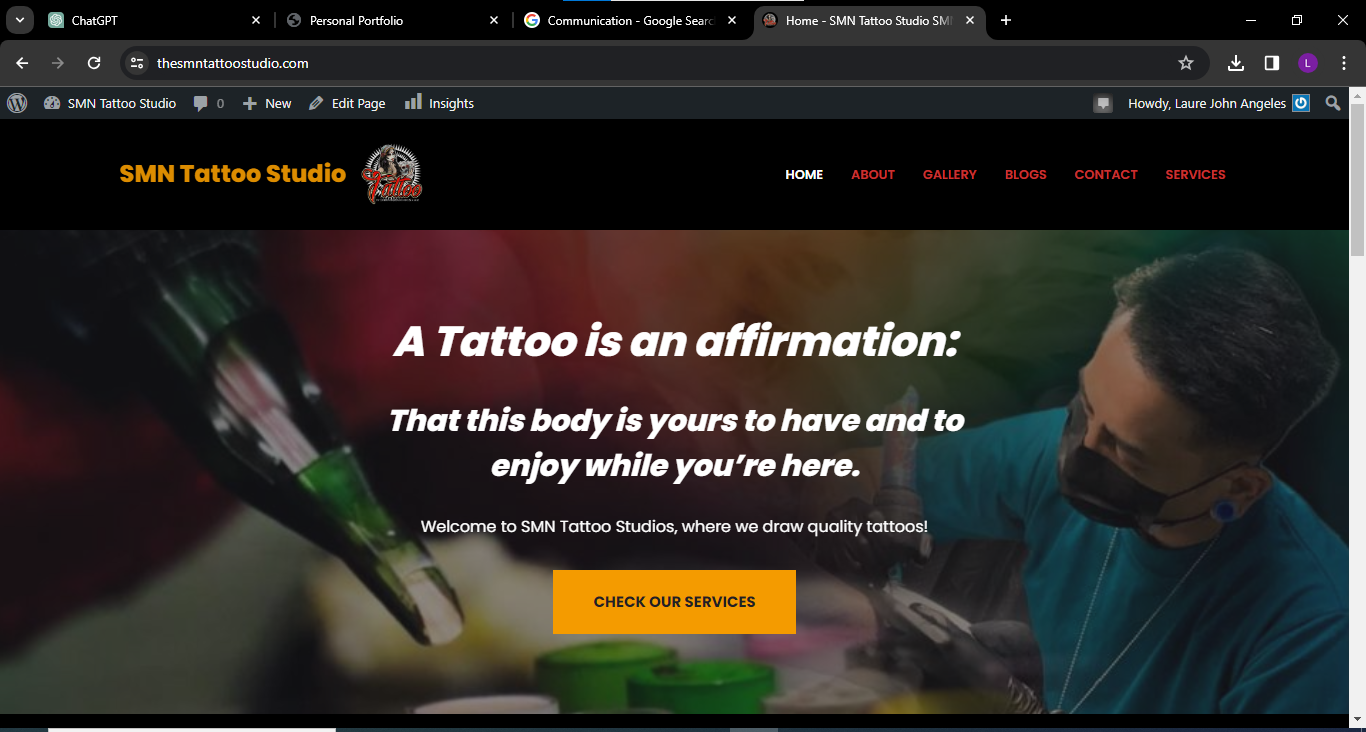 ChatGPT
Personal Portfolio
Communication - Google Searc
Home - SMN Tattoo Studio SM
thesmntattoostudio.com
L
SMN Tattoo Studio
0
New
Edit Page
Insights
Howdy, Laure John Angeles
SMN Tattoo Studio
Tattoo
HOME
ABOUT
GALLERY
BLOGS
CONTACT
SERVICES
A Tattoo is an affirmation:
That this body is yours to have and to
enjoy while you’re here.
Welcome to SMN Tattoo Studios, where we draw quality tattoos!
CHECK OUR SERVICES